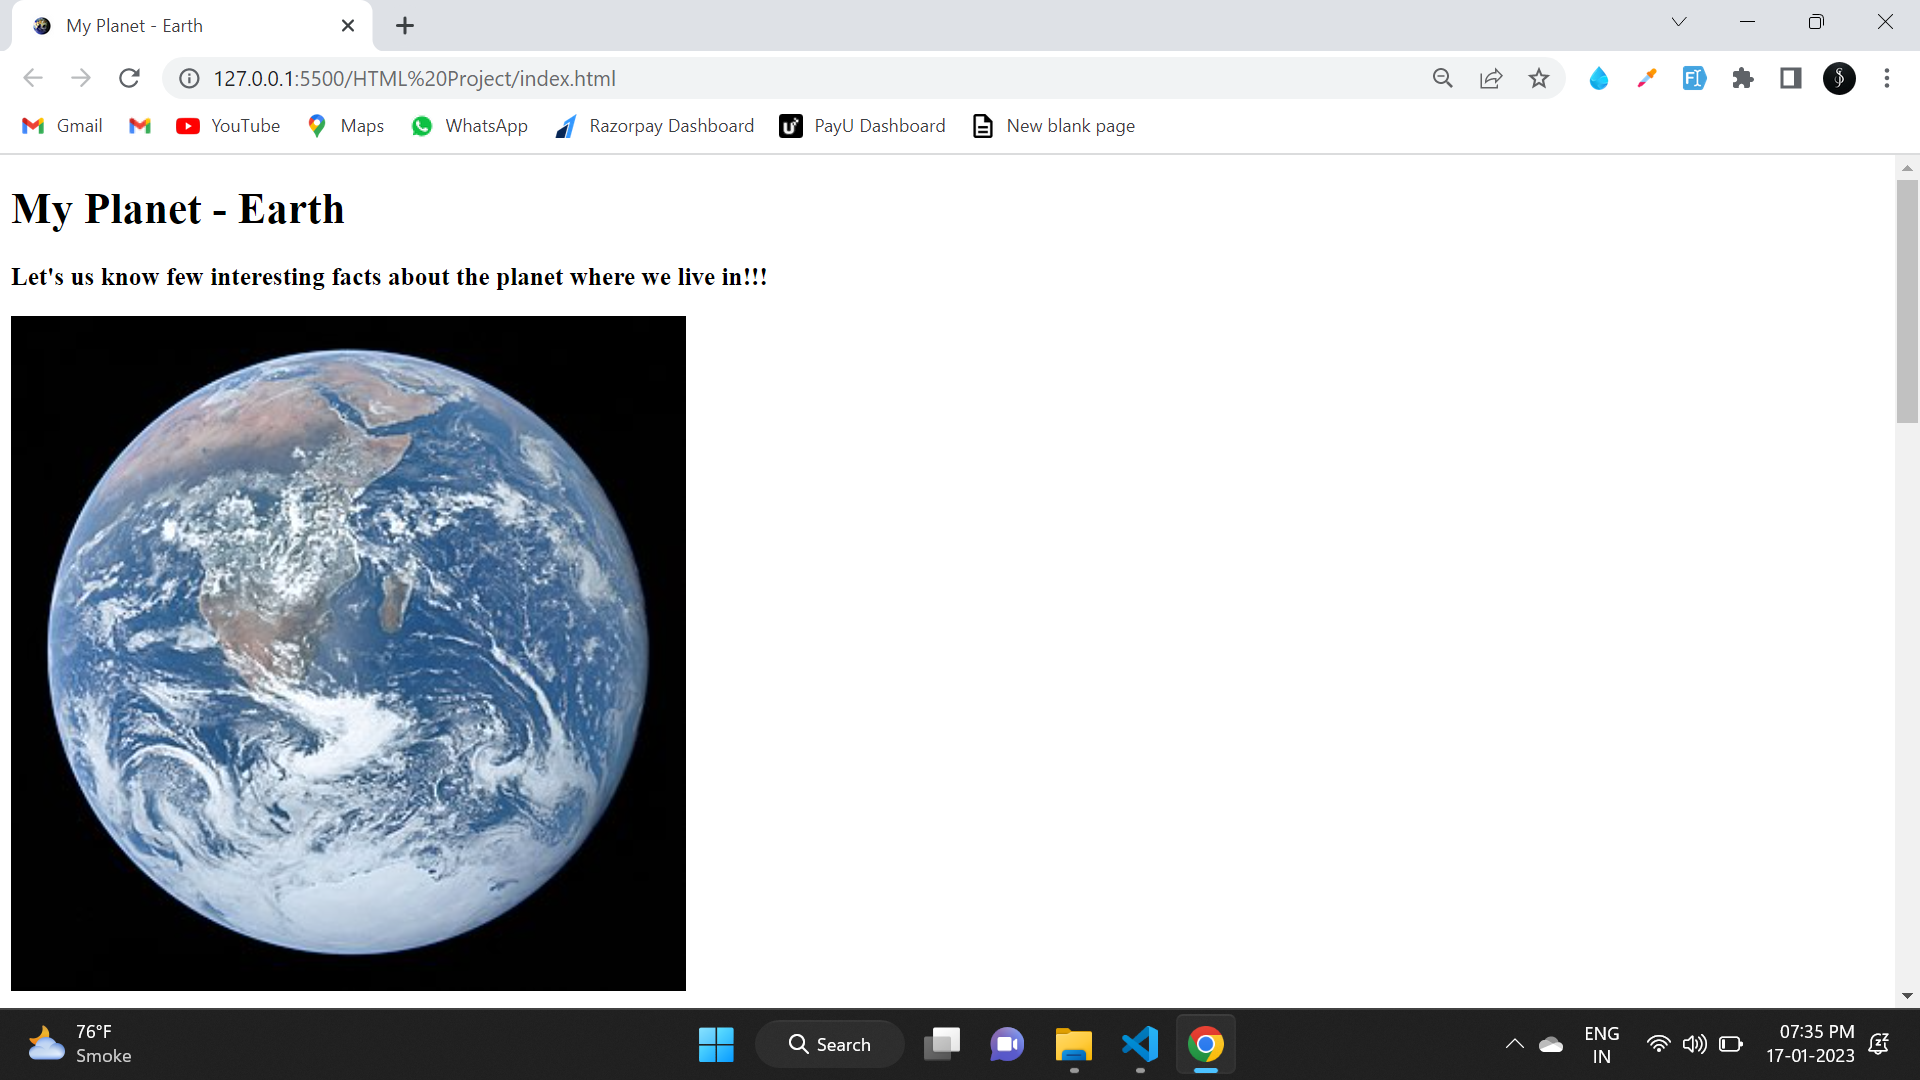 My Planet - Earth
127.0.0.1:5500/HTML%20Project/index.html
Gmail
YouTube
Maps
WhatsApp
Razorpay Dashboard
PayU Dashboard
New blank page
My Planet - Earth
Let's us know few interesting facts about the planet where we live in!!!
76°F
Smoke
Search
ENG
IN
07:35 PM
17-01-2023